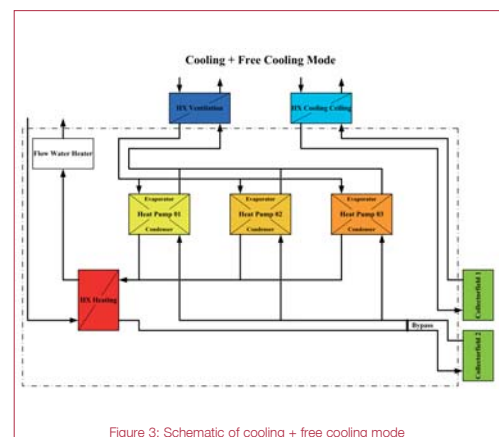 Cooling + Free Cooling Mode
HX Ventilation
HX Cooling Ceiling
Flow Water Heater
Evaporator
Heat Pump 01
Condenser
Evaporator
Heat Pump 02
Condenser
Evaporator
Heat Pump 03
Condenser
HX Heating
Collectorfield 1
Bypass
Collectorfield 2
Figure 3: Schematic of cooling + free cooling mode